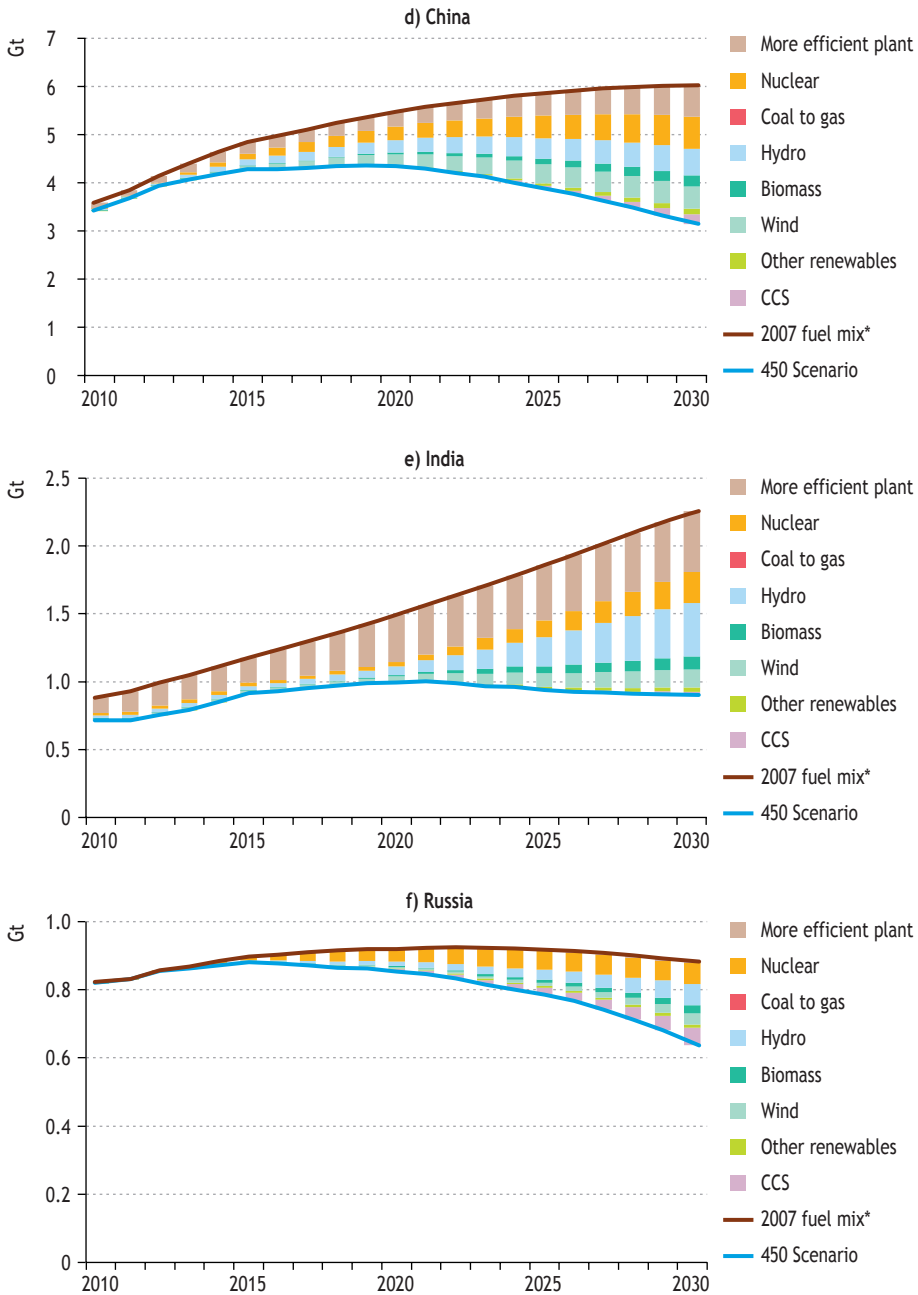 d) China
Gt
7
6
5
4
3
2
1
0
2010 2015 2020 2025 2030
More efficient plant
Nuclear
Coal to gas
Hydro
Biomass
Wind
Other renewables
CCS
2007 fuel mix*
450 Scenario
e) India
Gt
2.5
2.0
1.5
1.0
0.5
0
2010 2015 2020 2025 2030
More efficient plant
Nuclear
Coal to gas
Hydro
Biomass
Wind
Other renewables
CCS
2007 fuel mix*
450 Scenario
f) Russia
Gt
1.0
0.8
0.6
0.4
0.2
0
2010 2015 2020 2025 2030
More efficient plant
Nuclear
Coal to gas
Hydro
Biomass
Wind
Other renewables
CCS
2007 fuel mix*
450 Scenario